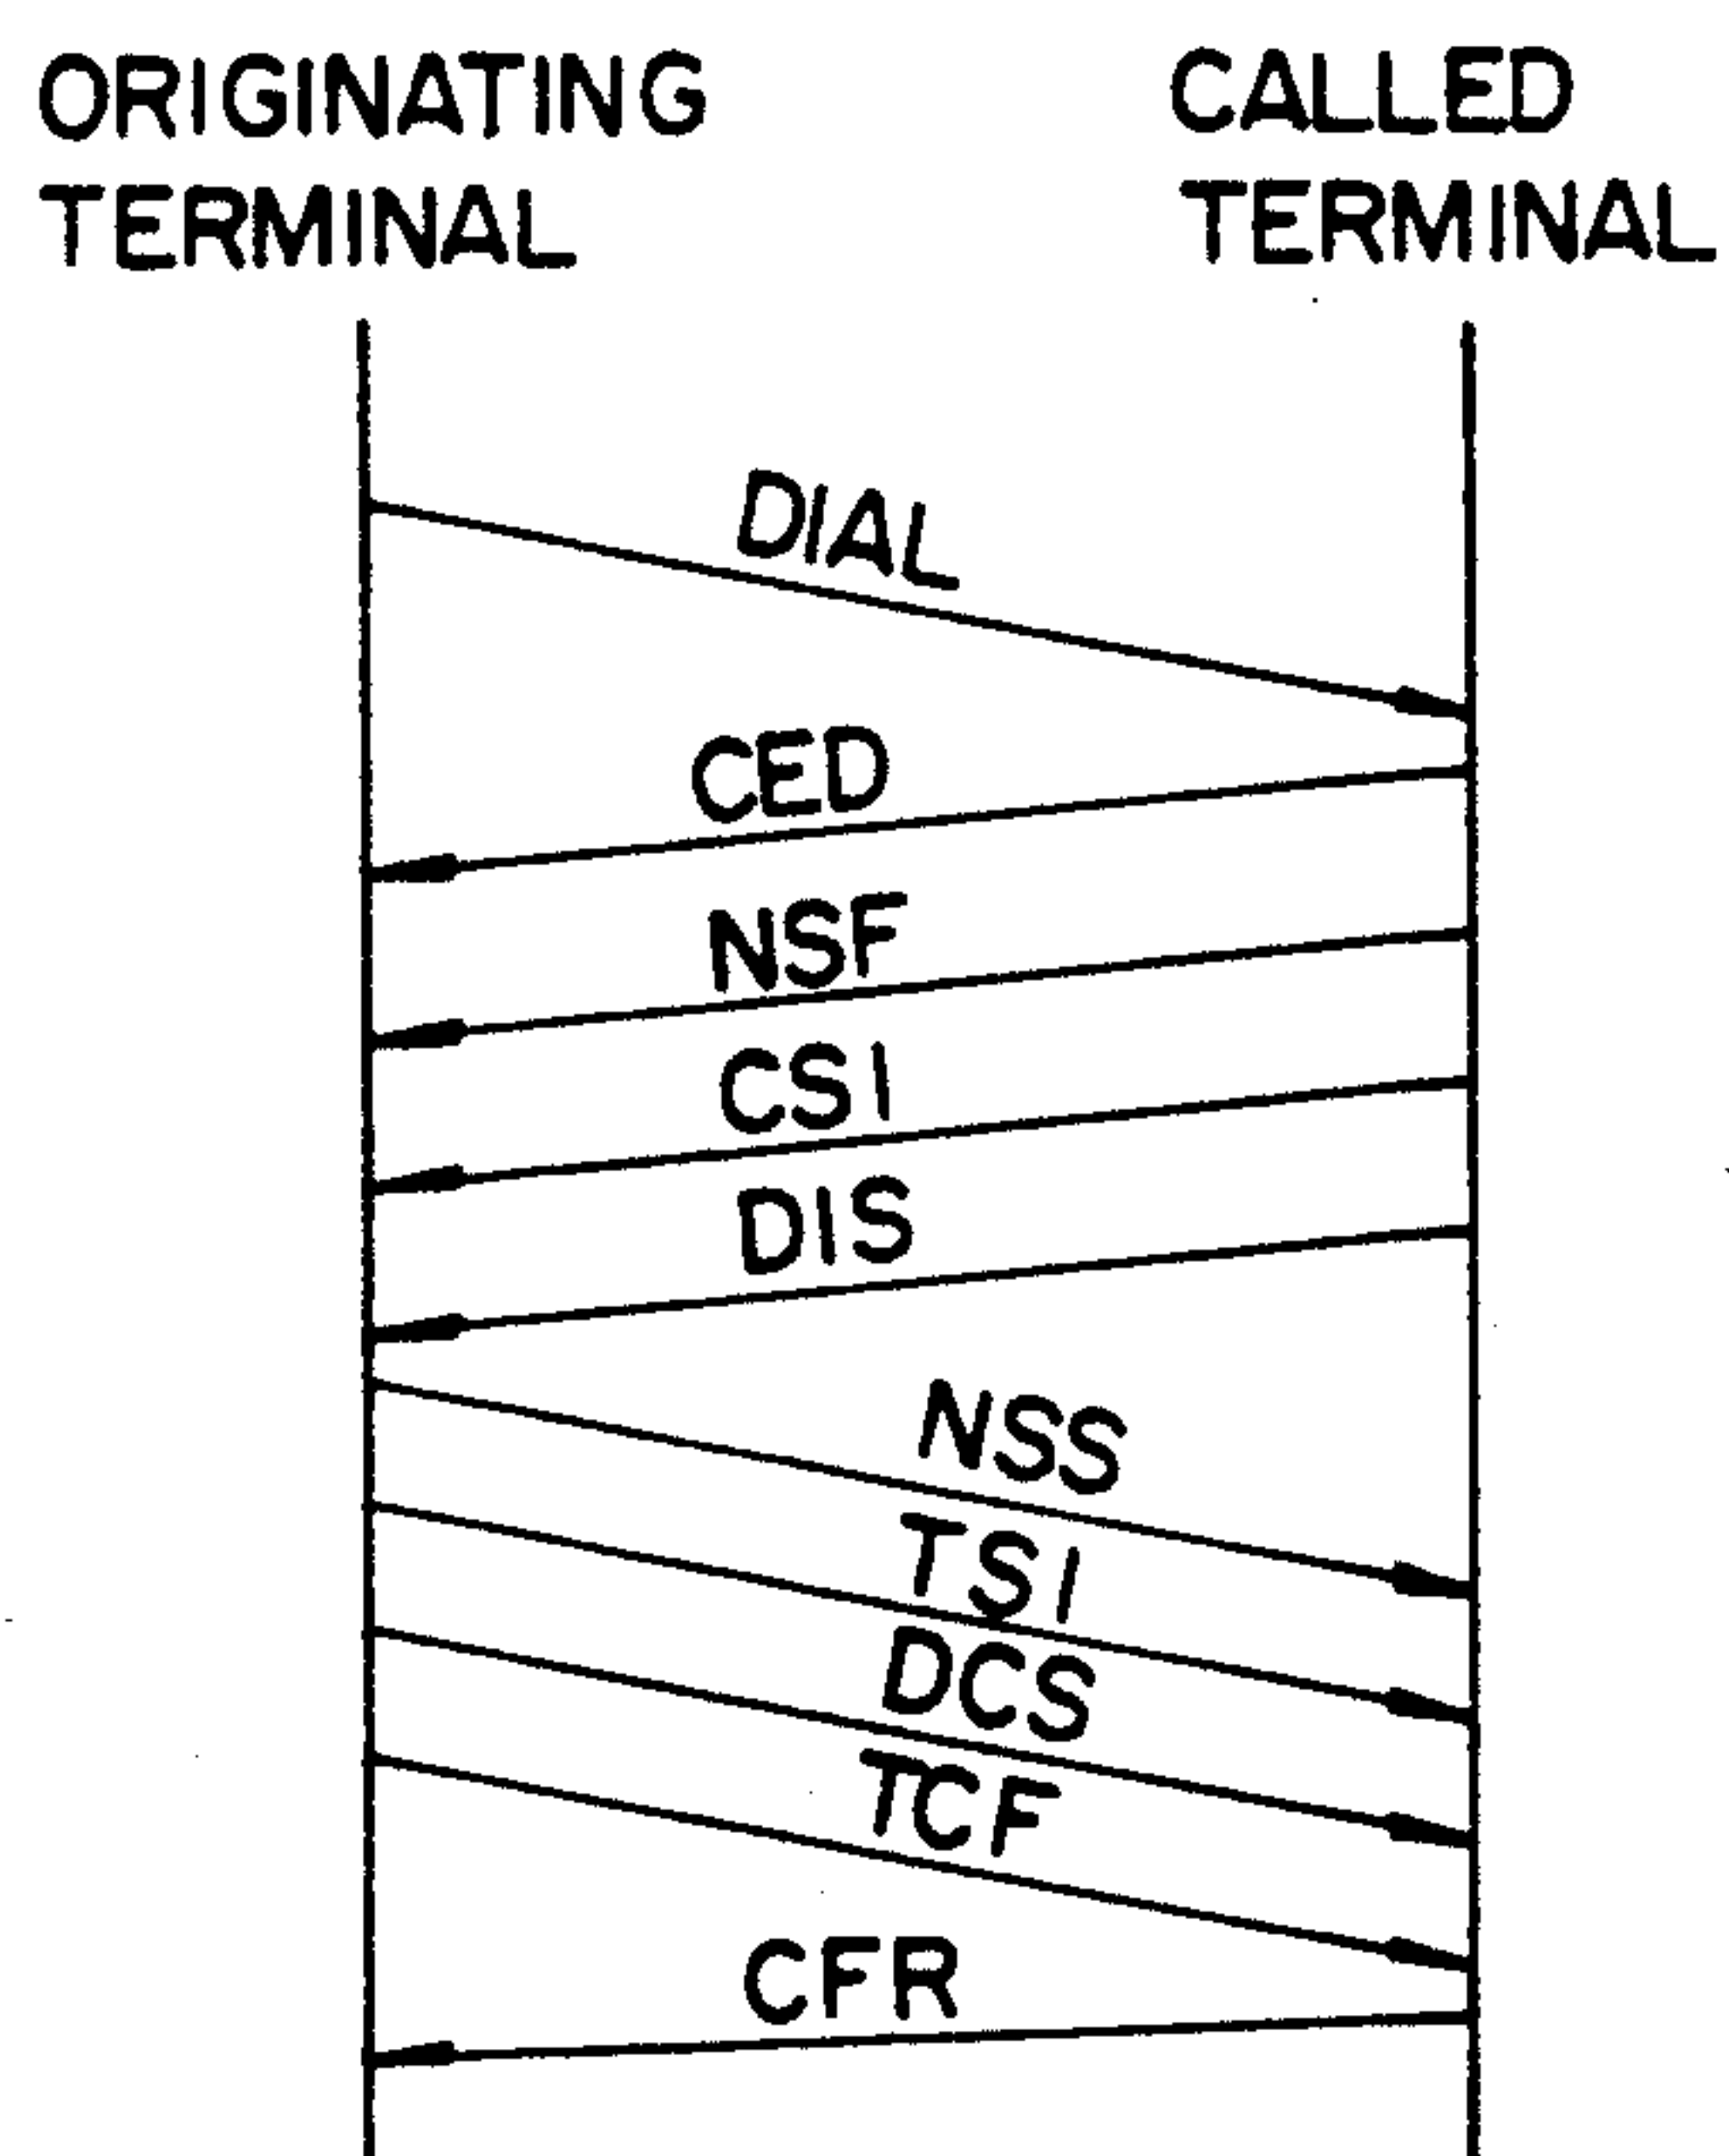 ORIGINATING
TERMINAL
CALLED
TERMINAL
DIAL
CED
NSF
CSI
DIS
NSS
TSI
DCS
TCF
CFR